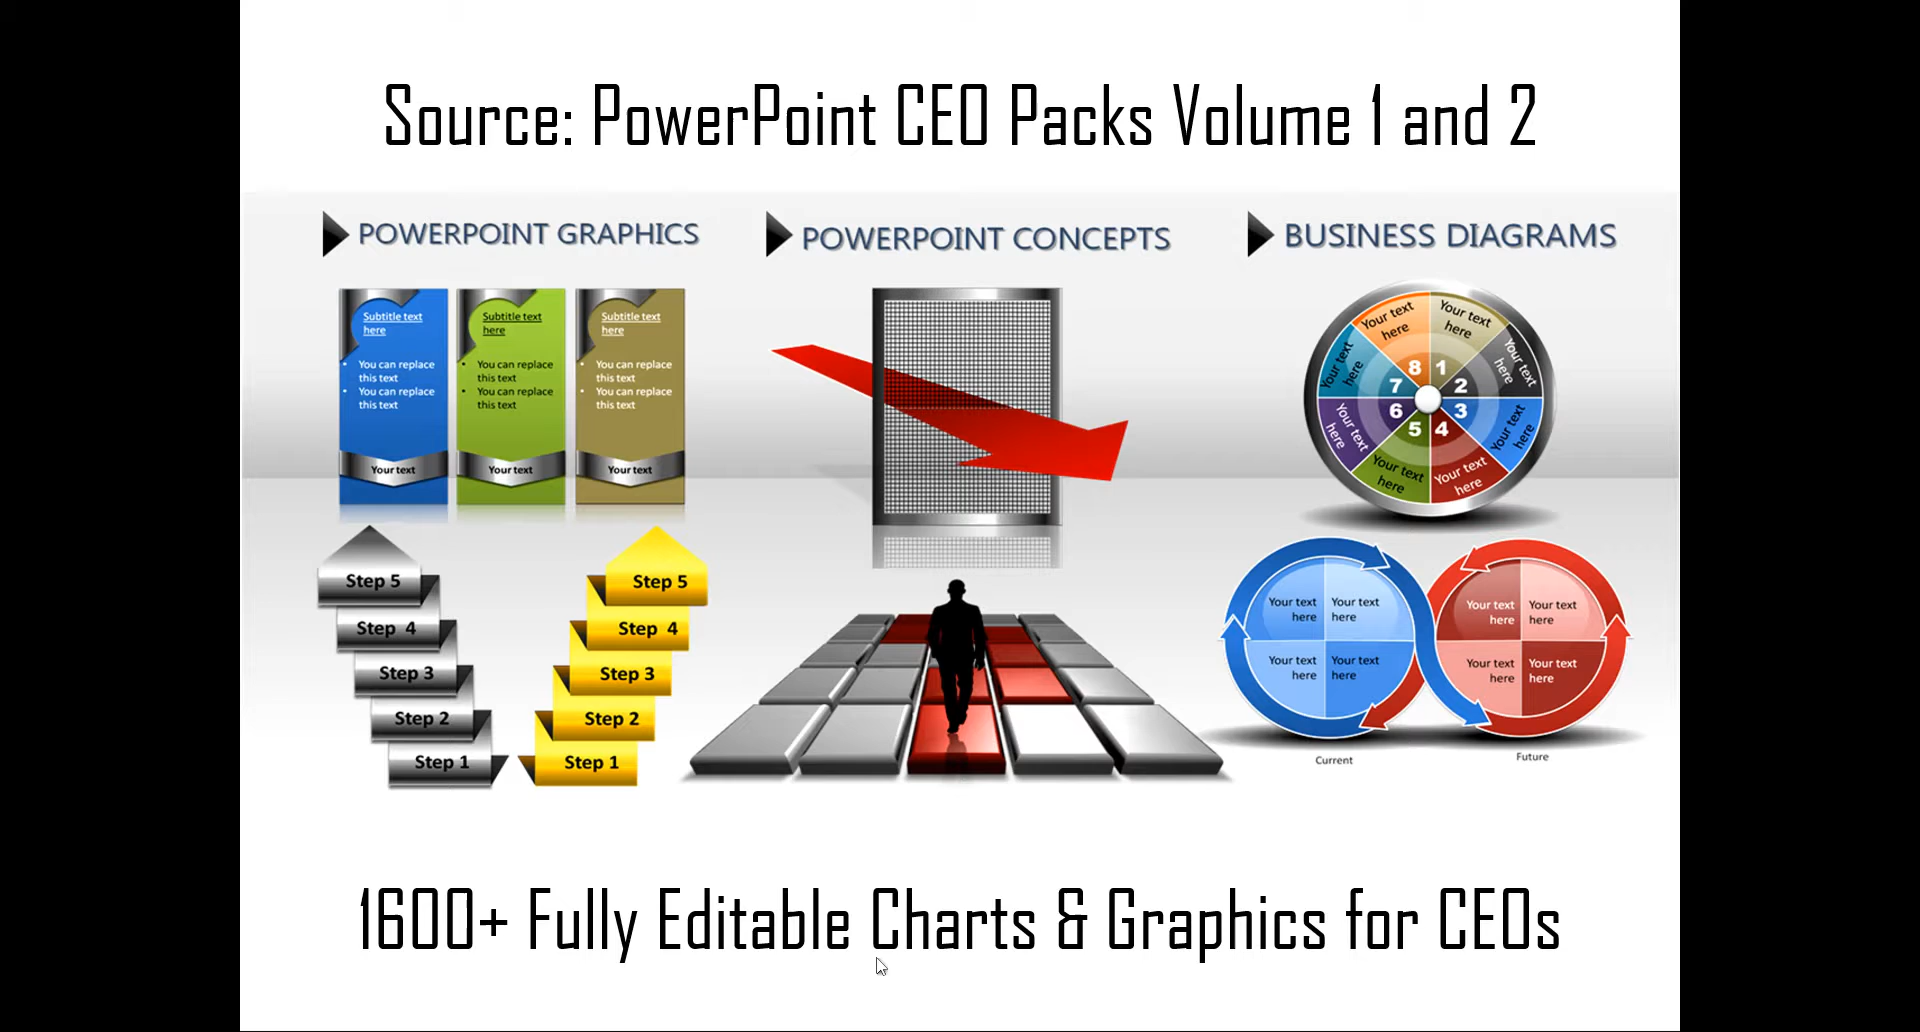 Source: PowerPoint CEO Packs Volume 1 and 2
POWERPOINT GRAPHICS
POWERPOINT CONCEPTS
BUSINESS DIAGRAMS
Subtitle text
here
• You can replace
this text
• You can replace
this text
Your text
Subtitle text
here
• You can replace
this text
• You can replace
this text
Your text
Subtitle text
here
• You can replace
this text
• You can replace
this text
Your text
Step 5
Step 4
Step 3
Step 2
Step 1
Step 5
Step 4
Step 3
Step 2
Step 1
Your text
here
1
Your text
here
2
Your text
here
3
Your text
here
4
Your text
here
5
Your text
here
6
Your text
here
7
Your text
here
8
Your text
here
Your text
here
Your text
here
Your text
here
Current
Your text
here
Your text
here
Your text
here
Your text
here
Future
1600+ Fully Editable Charts & Graphics for CEOs